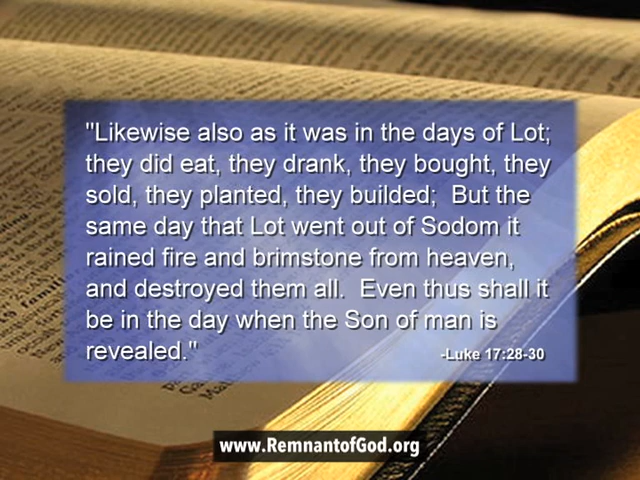 "Likewise also as it was in the days of Lot;
they did eat, they drank, they bought, they
sold, they planted, they builded;  But the
same day that Lot went out of Sodom it
rained fire and brimstone from heaven,
and destroyed them all.  Even thus shall it
be in the day when the Son of man is
revealed."
-Luke 17:28-30
www.RemnantofGod.org